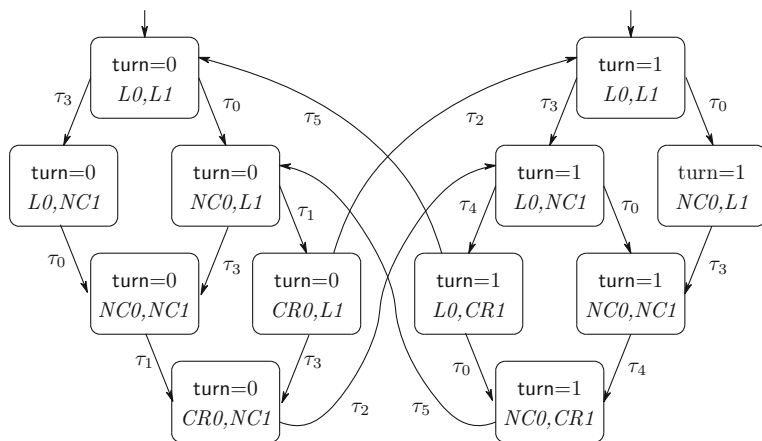 turn=0
L0,L1
turn=1
L0,L1
τ₃
τ₀
τ₅
τ₂
τ₃
τ₀
turn=0
L0,NC1
turn=0
NC0,L1
turn=1
L0,NC1
turn=1
NC0,L1
τ₁
τ₄
τ₀
τ₀
τ₃
τ₃
turn=0
NC0,NC1
turn=0
CR0,L1
turn=1
L0,CR1
turn=1
NC0,NC1
τ₁
τ₃
τ₀
τ₄
turn=0
CR0,NC1
τ₂
τ₅
turn=1
NC0,CR1